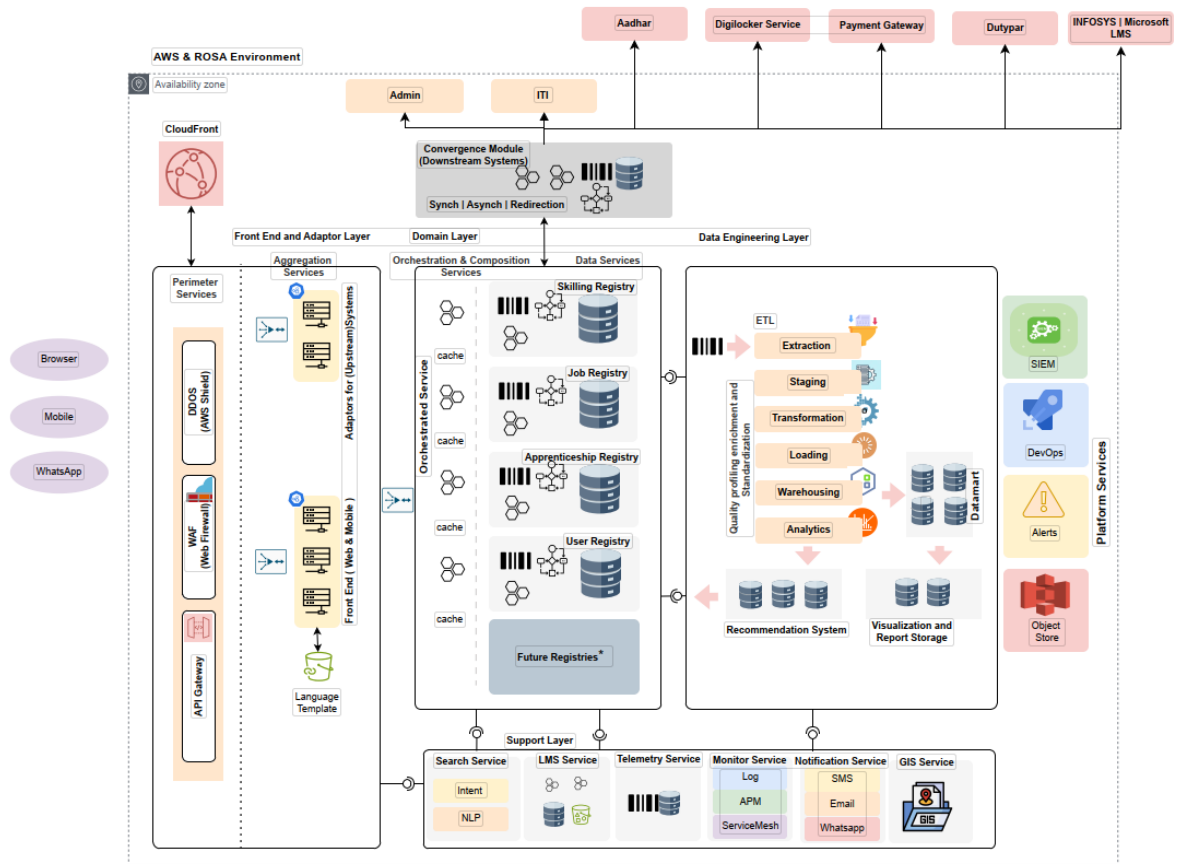 Aadhar
Digilocker Service
Payment Gateway
Dutypar
INFOSYS | Microsoft
LMS
AWS & ROSA Environment
Availability zone
Admin
ITI
CloudFront
Convergence Module
(Downstream Systems)
Synch | Asynch | Redirection
Front End and Adaptor Layer
Domain Layer
Data Engineering Layer
Perimeter
Services
Aggregation
Services
Orchestration & Composition
Services
Data Services
Browser
Mobile
WhatsApp
DDOS
(AWS Shield)
WAF
(Web Firewall)
API Gateway
Adaptors for (Upstream)Systems
Front End ( Web & Mobile)
Language
Template
Orchestrated Service
cache
cache
cache
cache
Skilling Registry
Job Registry
Apprenticeship Registry
User Registry
Future Registries*
ETL
Quality profiling enrichment and
Standardization
Extraction
Staging
Transformation
Loading
Warehousing
Analytics
Datamart
Recommendation System
Visualization and
Report Storage
SIEM
DevOps
Alerts
Object
Store
Platform Services
Support Layer
Search Service
Intent
NLP
LMS Service
Telemetry Service
Monitor Service
Log
APM
ServiceMesh
Notification Service
SMS
Email
Whatsapp
GIS Service
GIS